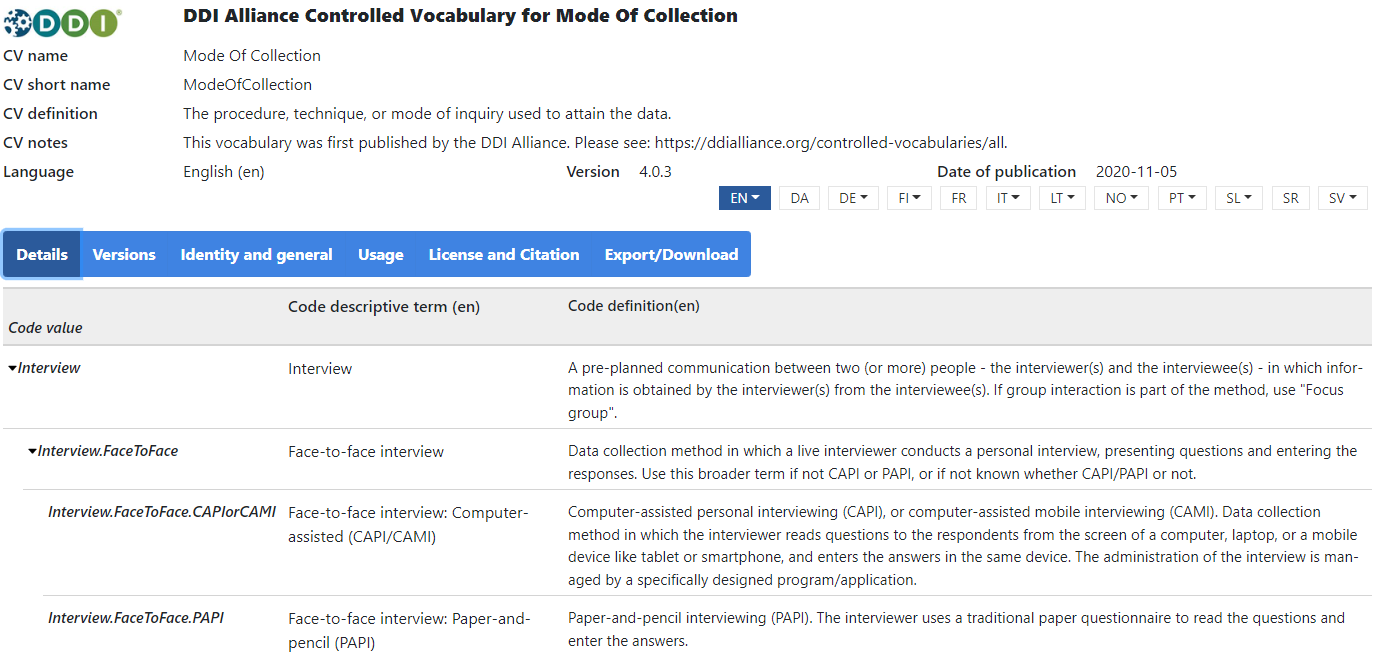 DDI® DDI Alliance Controlled Vocabulary for Mode Of Collection
CV name Mode Of Collection
CV short name ModeOfCollection
CV definition The procedure, technique, or mode of inquiry used to attain the data.
CV notes This vocabulary was first published by the DDI Alliance. Please see: https://ddialliance.org/controlled-vocabularies/all.
Language English (en) Version 4.0.3 Date of publication 2020-11-05
EN DA DE FI FR IT LT NO PT SL SR SV
Details Versions Identity and general Usage License and Citation Export/Download
Code value Code descriptive term (en) Code definition(en)
Interview Interview A pre-planned communication between two (or more) people - the interviewer(s) and the interviewee(s) - in which infor-
mation is obtained by the interviewer(s) from the interviewee(s). If group interaction is part of the method, use "Focus
group".
Interview.FaceToFace Face-to-face interview Data collection method in which a live interviewer conducts a personal interview, presenting questions and entering the
responses. Use this broader term if not CAPI or PAPI, or if not known whether CAPI/PAPI or not.
Interview.FaceToFace.CAPIorCAMI Face-to-face interview: Computer- Computer-assisted personal interviewing (CAPI), or computer-assisted mobile interviewing (CAMI). Data collection
assisted (CAPI/CAMI) method in which the interviewer reads questions to the respondents from the screen of a computer, laptop, or a mobile
device like tablet or smartphone, and enters the answers in the same device. The administration of the interview is man-
aged by a specifically designed program/application.
Interview.FaceToFace.PAPI Face-to-face interview: Paper-and- Paper-and-pencil interviewing (PAPI). The interviewer uses a traditional paper questionnaire to read the questions and
pencil (PAPI) enter the answers.